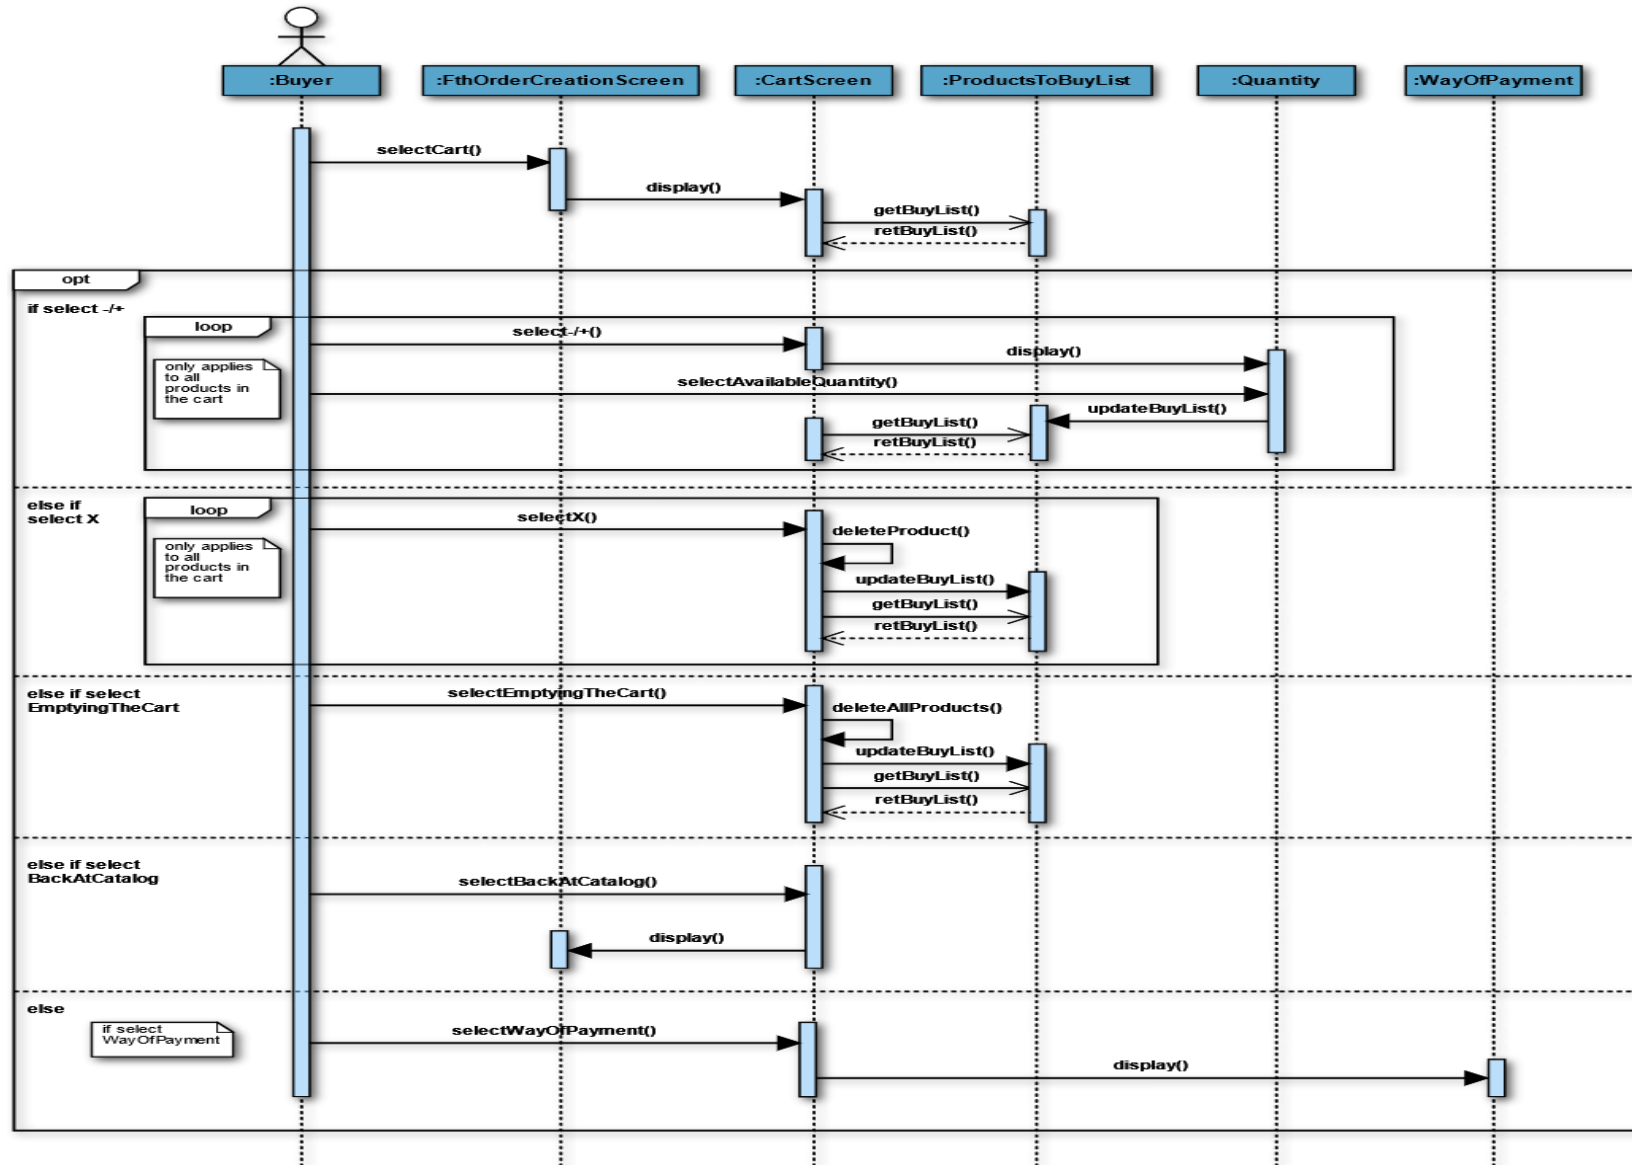 :Buyer
:FthOrderCreationScreen
:CartScreen
:ProductsToBuyList
:Quantity
:WayOfPayment
selectCart()
display()
getBuyList()
retBuyList()
opt
if select -/+
loop
select-/+()
display()
only applies
to all
products in
the cart
selectAvailableQuantity()
updateBuyList()
getBuyList()
retBuyList()
else if
select X
loop
selectX()
deleteProduct()
only applies
to all
products in
the cart
updateBuyList()
getBuyList()
retBuyList()
else if select
EmptyingTheCart
selectEmptyingTheCart()
deleteAllProducts()
updateBuyList()
getBuyList()
retBuyList()
else if select
BackAtCatalog
selectBackAtCatalog()
display()
else
if select
WayOfPayment
selectWayOfPayment()
display()